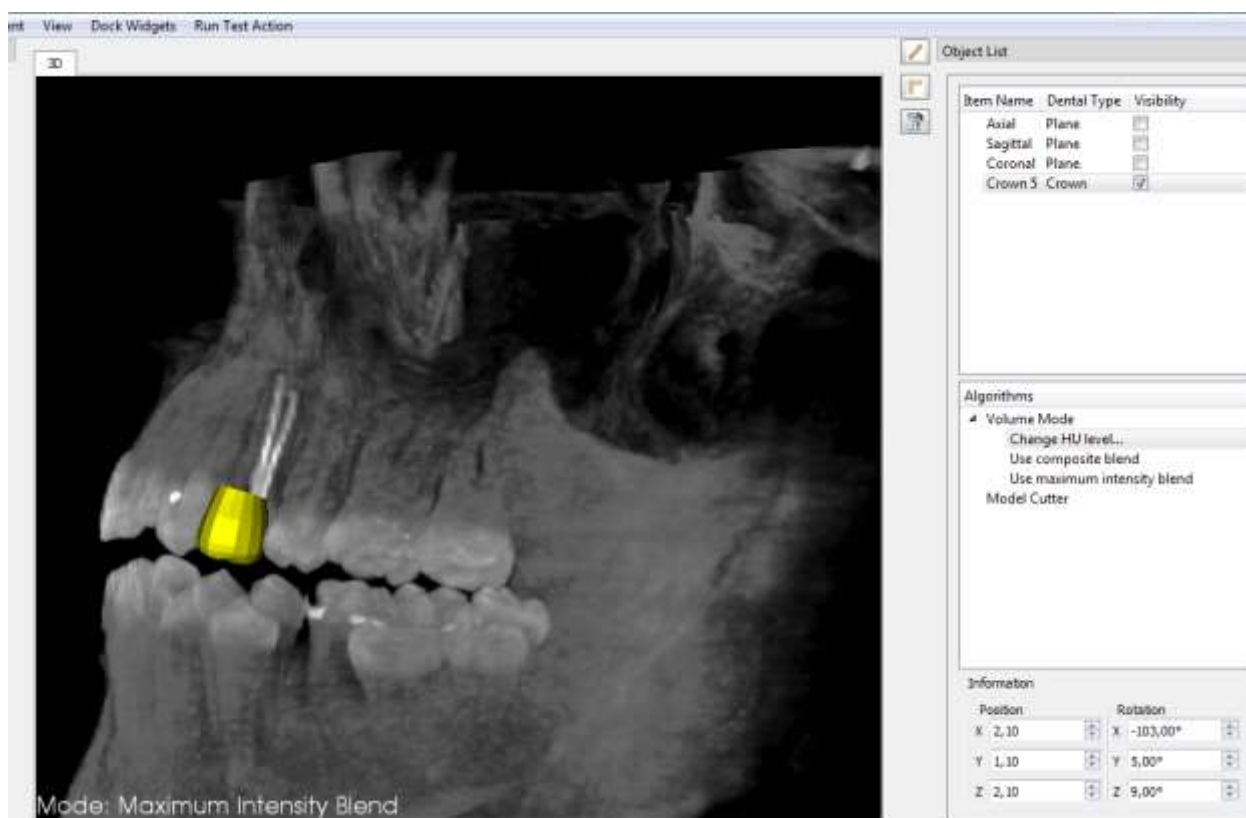 View Dock Widgets Run Test Action
3D
Object List
Item Name Dental Type Visibility
Axial Plane
Sagittal Plane
Coronal Plane
Crown 5 Crown
Algorithms
Volume Mode
Change HU level...
Use composite blend
Use maximum intensity blend
Model Cutter
Information
Position Rotation
X 2,10 X -103,00°
Y 1,10 Y 5,00°
Z 2,10 Z 9,00°
Mode: Maximum Intensity Blend